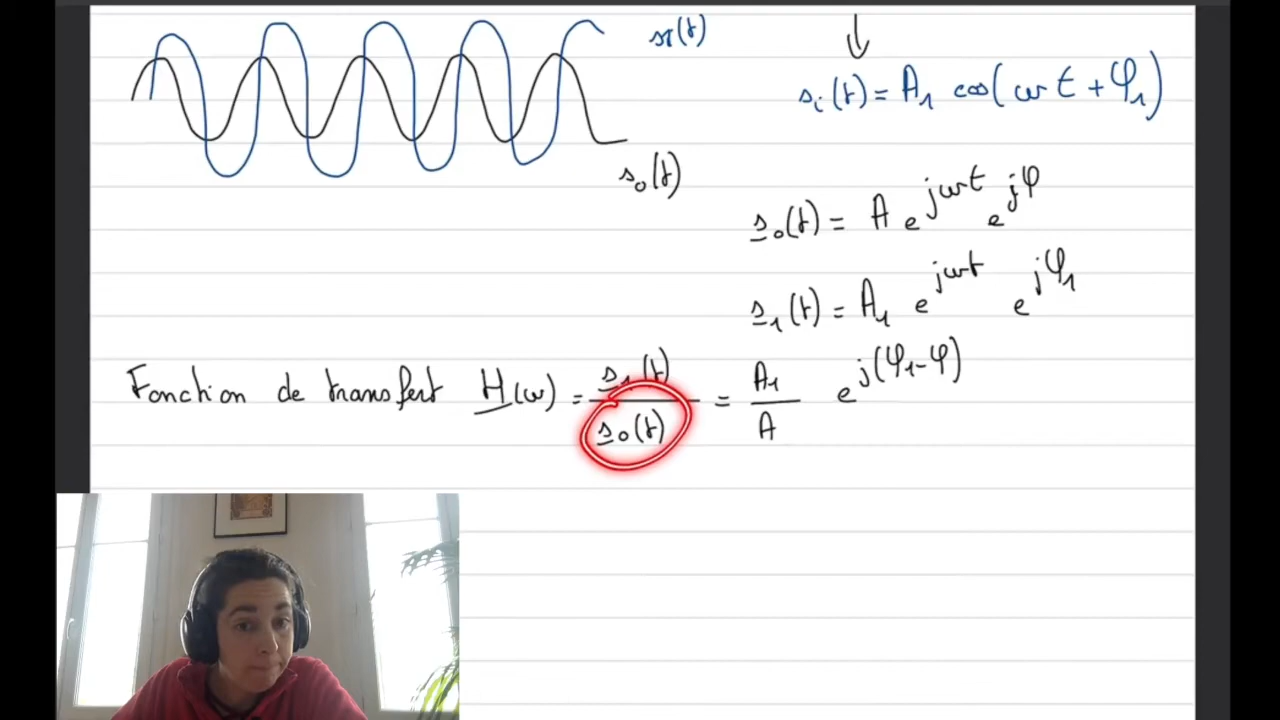 s1(t)
si(t) = A1 cos(ωt + φ1)
s0(t)
s0(t) = A e^jωt e^jφ
s1(t) = A1 e^jωt e^jφ1
Fonction de transfert H(ω) = s1(t) / s0(t) = A1 / A e^j(φ1-φ)